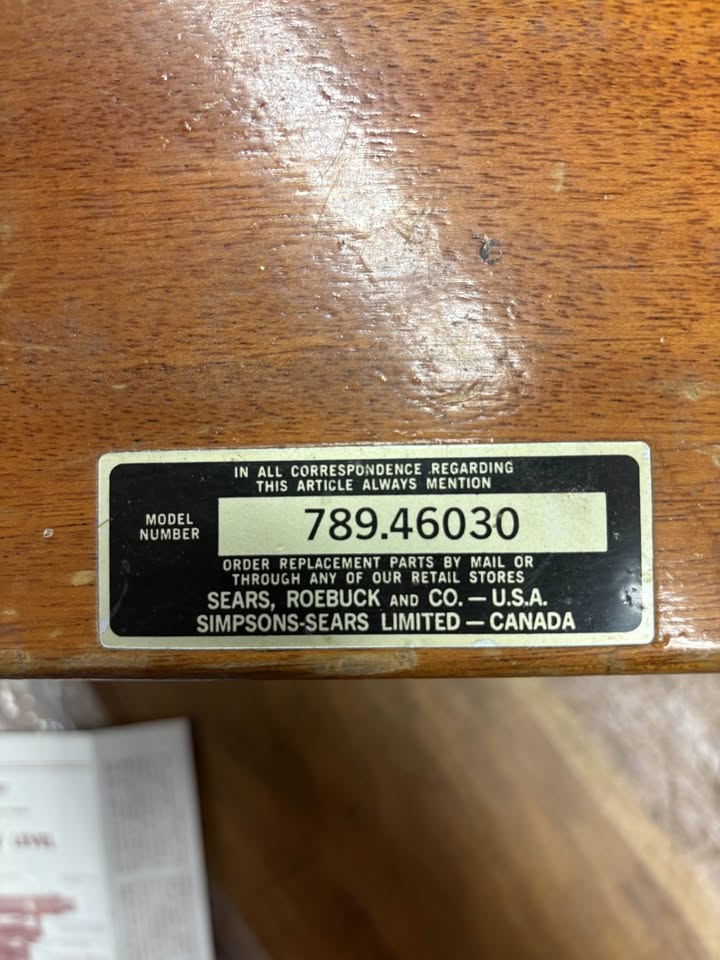 IN ALL CORRESPONDENCE REGARDING
THIS ARTICLE ALWAYS MENTION
MODEL
NUMBER
789.46030
ORDER REPLACEMENT PARTS BY MAIL OR
THROUGH ANY OF OUR RETAIL STORES
SEARS, ROEBUCK AND CO. — U.S.A.
SIMPSONS-SEARS LIMITED — CANADA
LEVEL